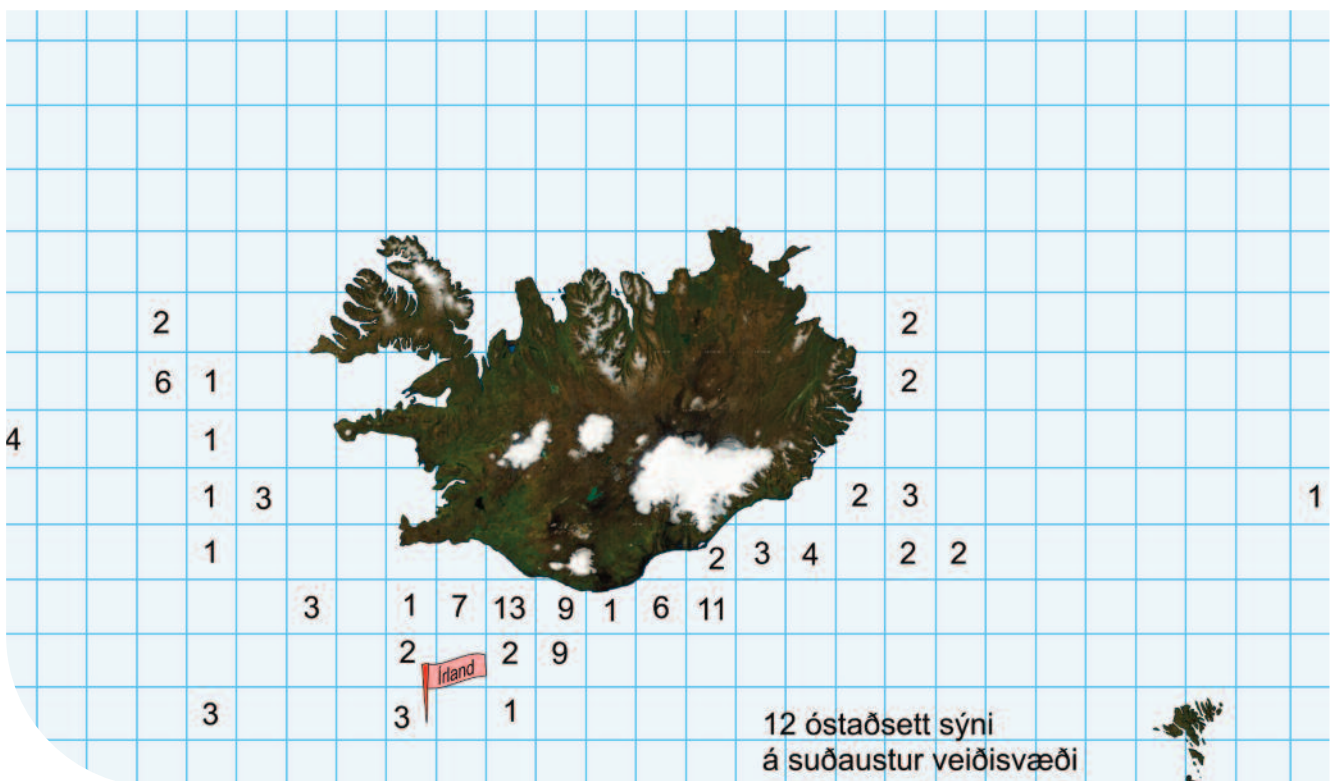 2 2
6 1 2
4 1
1 3 2 3 1
1 2 3 4 2 2
3 1 7 13 9 1 6 11
2 2 9
Írland
3 3 1
12 óstaðsett sýni
á suðaustur veiðisvæði